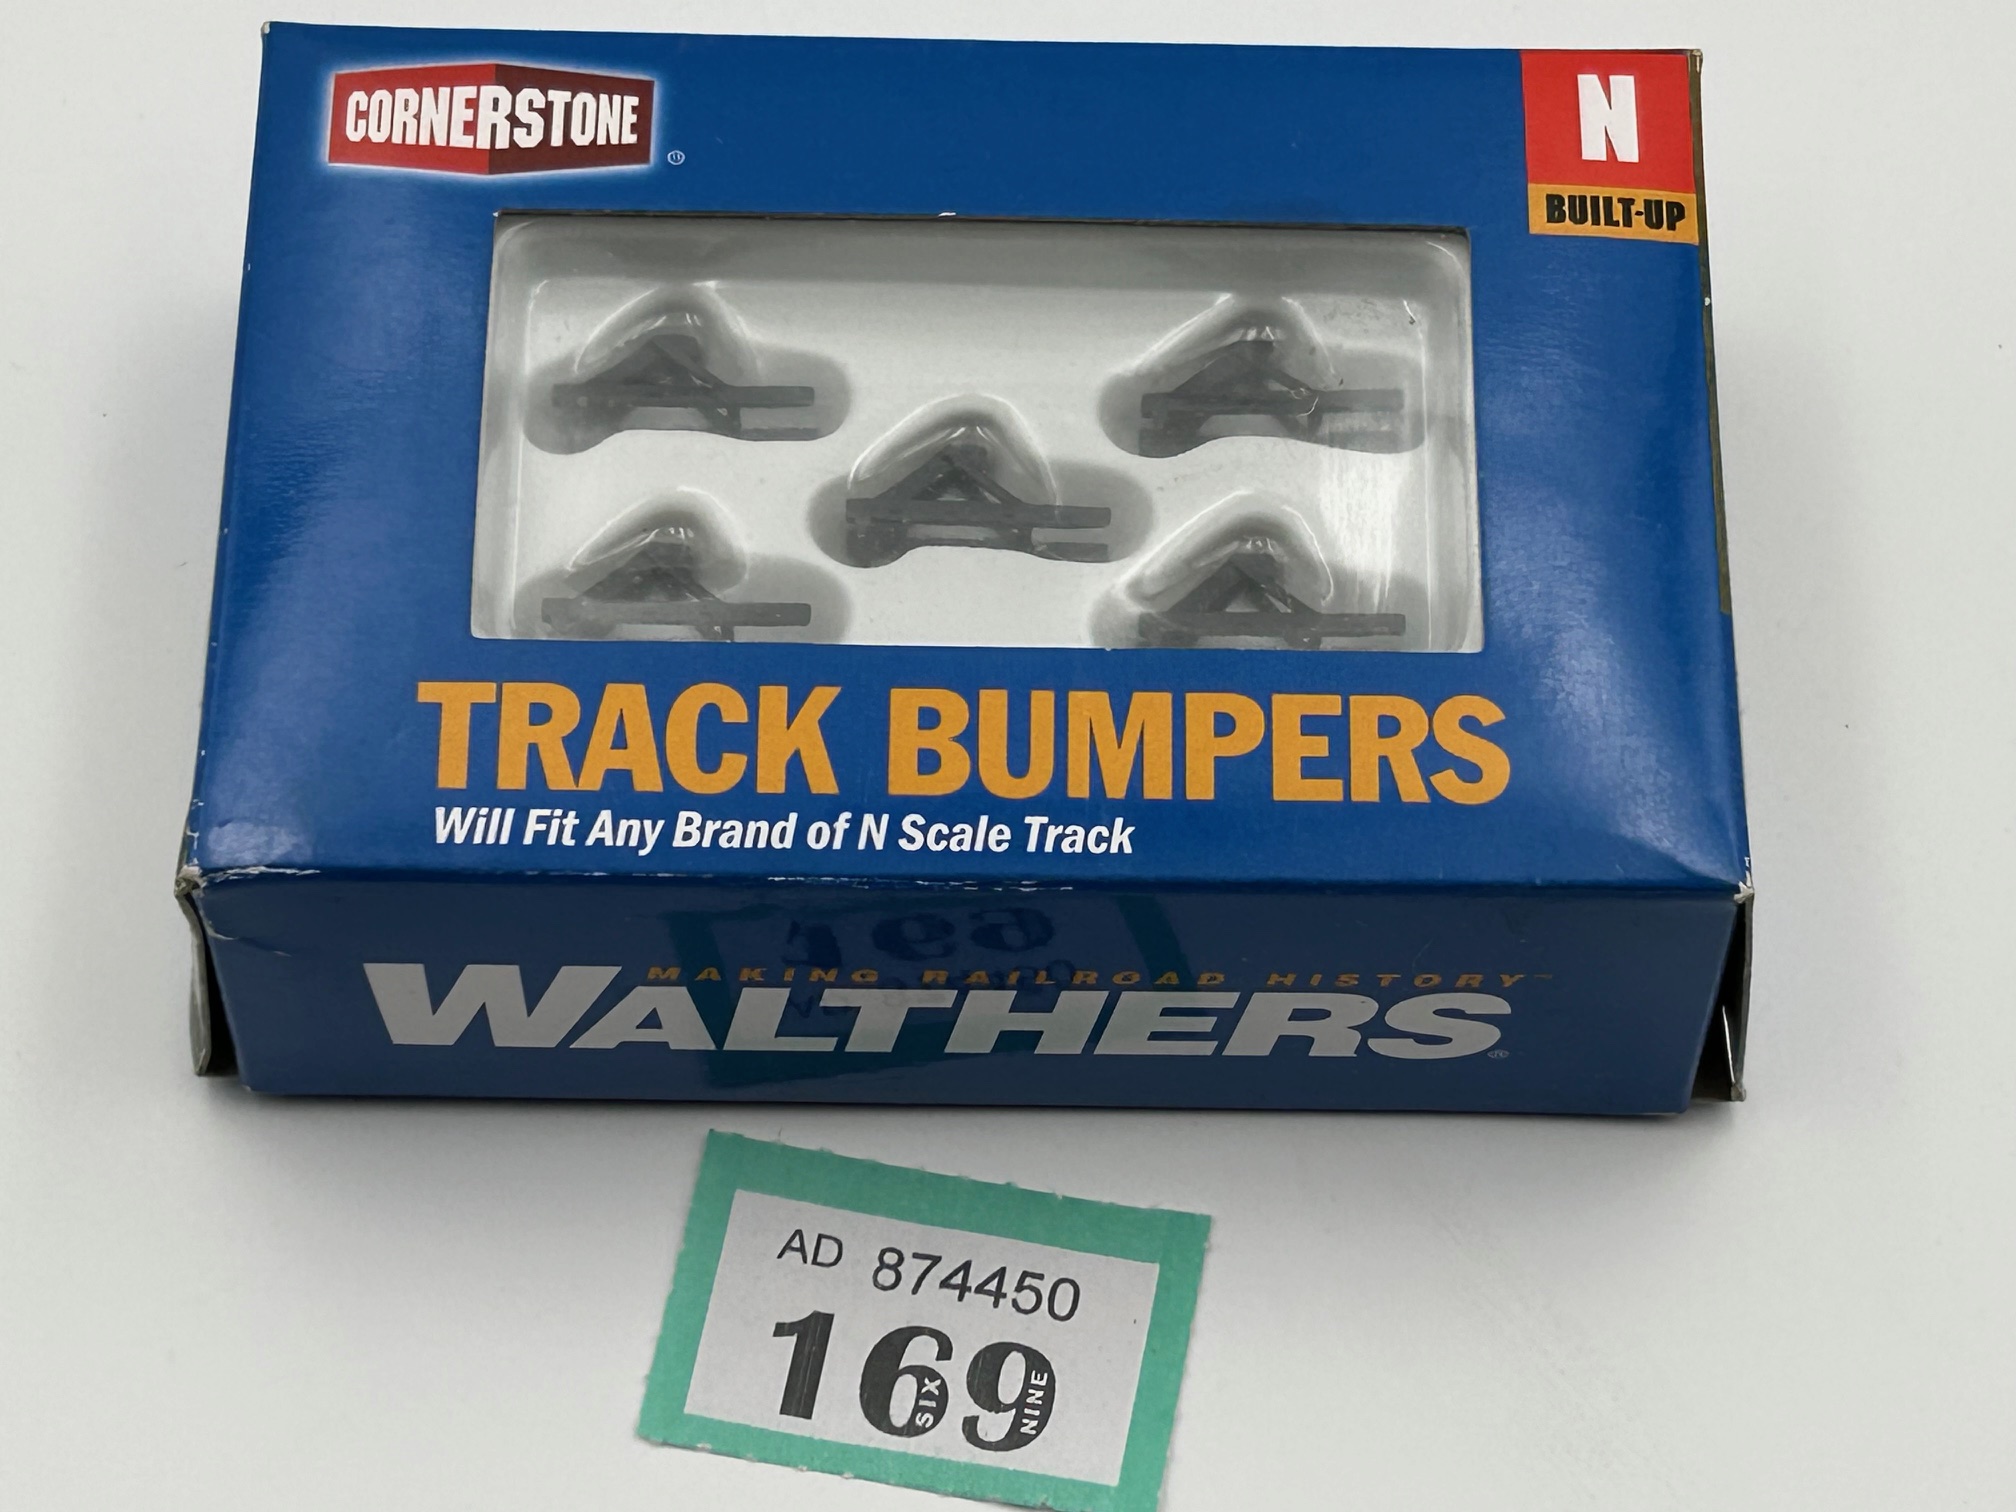 CORNERSTONE®
N
BUILT-UP
TRACK BUMPERS
Will Fit Any Brand of N Scale Track
MAKING RAILROAD HISTORY™
WALTHERS®
AD 874450
169
SIX NINE